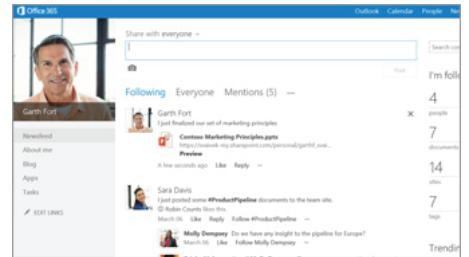 Office 365
Outlook Calendar People
Share with everyone
Search
Post
Garth Fort
Following Everyone Mentions (5) ···
I'm
4
people
7
documents
14
sites
7
tags
Newsfeed
About me
Blog
Apps
Tasks
EDIT LINKS
Garth Fort
I just finalized our set of marketing principles
Contoso Marketing Principles.pptx
Preview
A few seconds ago Like Reply ···
Sara Davis
I just posted some #ProductPipeline documents to the team site.
Robin Counts likes this.
March 06 Like Reply Follow #ProductPipeline ···
Molly Dempsey Do we have any insight to the pipeline for Europe?
March 06 Like Follow Molly Dempsey ···